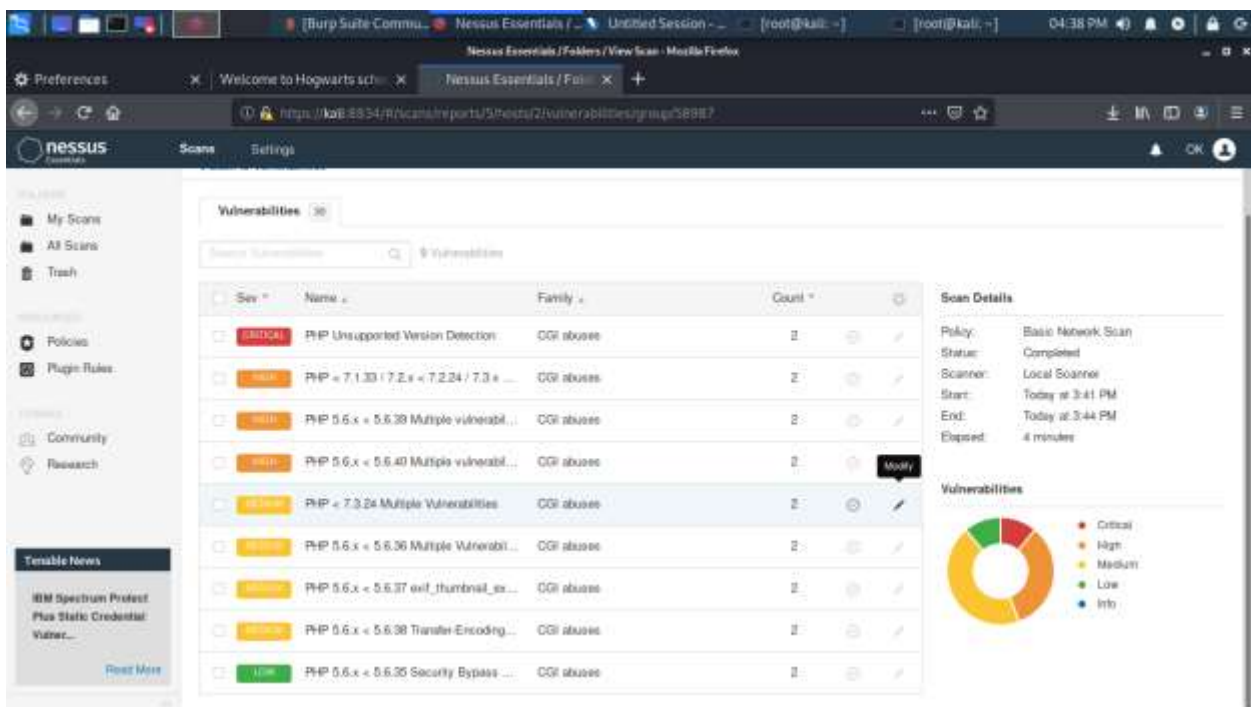 [Burp Suite Commu... Nessus Essentials / ... Untitled Session - ... [root@kali: ~] [root@kali: ~] 04:38 PM
Nessus Essentials / Folders / View Scan - Mozilla Firefox
Preferences Welcome to Hogwarts scho Nessus Essentials / Fol
https://kali:8834/#/scans/reports/5/hosts/2/vulnerabilities/group/58987
nessus Scans Settings OK
Essentials
My Scans
All Scans
Trash
Policies
Plugin Rules
Community
Research
Tenable News
IBM Spectrum Protect
Plus Static Credential
Vulner...
Read More
Vulnerabilities 30
Search Vulnerabilities 9 Vulnerabilities
Sev Name Family Count
CRITICAL PHP Unsupported Version Detection CGI abuses 2
HIGH PHP < 7.1.33 / 7.2.x < 7.2.24 / 7.3.x ... CGI abuses 2
HIGH PHP 5.6.x < 5.6.39 Multiple vulnerabil... CGI abuses 2
HIGH PHP 5.6.x < 5.6.40 Multiple vulnerabil... CGI abuses 2
Modify
MEDIUM PHP < 7.3.24 Multiple Vulnerabilities CGI abuses 2
MEDIUM PHP 5.6.x < 5.6.36 Multiple Vulnerabil... CGI abuses 2
MEDIUM PHP 5.6.x < 5.6.37 exif_thumbnail_ex... CGI abuses 2
MEDIUM PHP 5.6.x < 5.6.38 Transfer-Encoding... CGI abuses 2
LOW PHP 5.6.x < 5.6.35 Security Bypass ... CGI abuses 2
Scan Details
Policy: Basic Network Scan
Status: Completed
Scanner: Local Scanner
Start: Today at 3:41 PM
End: Today at 3:44 PM
Elapsed: 4 minutes
Vulnerabilities
Critical
High
Medium
Low
Info